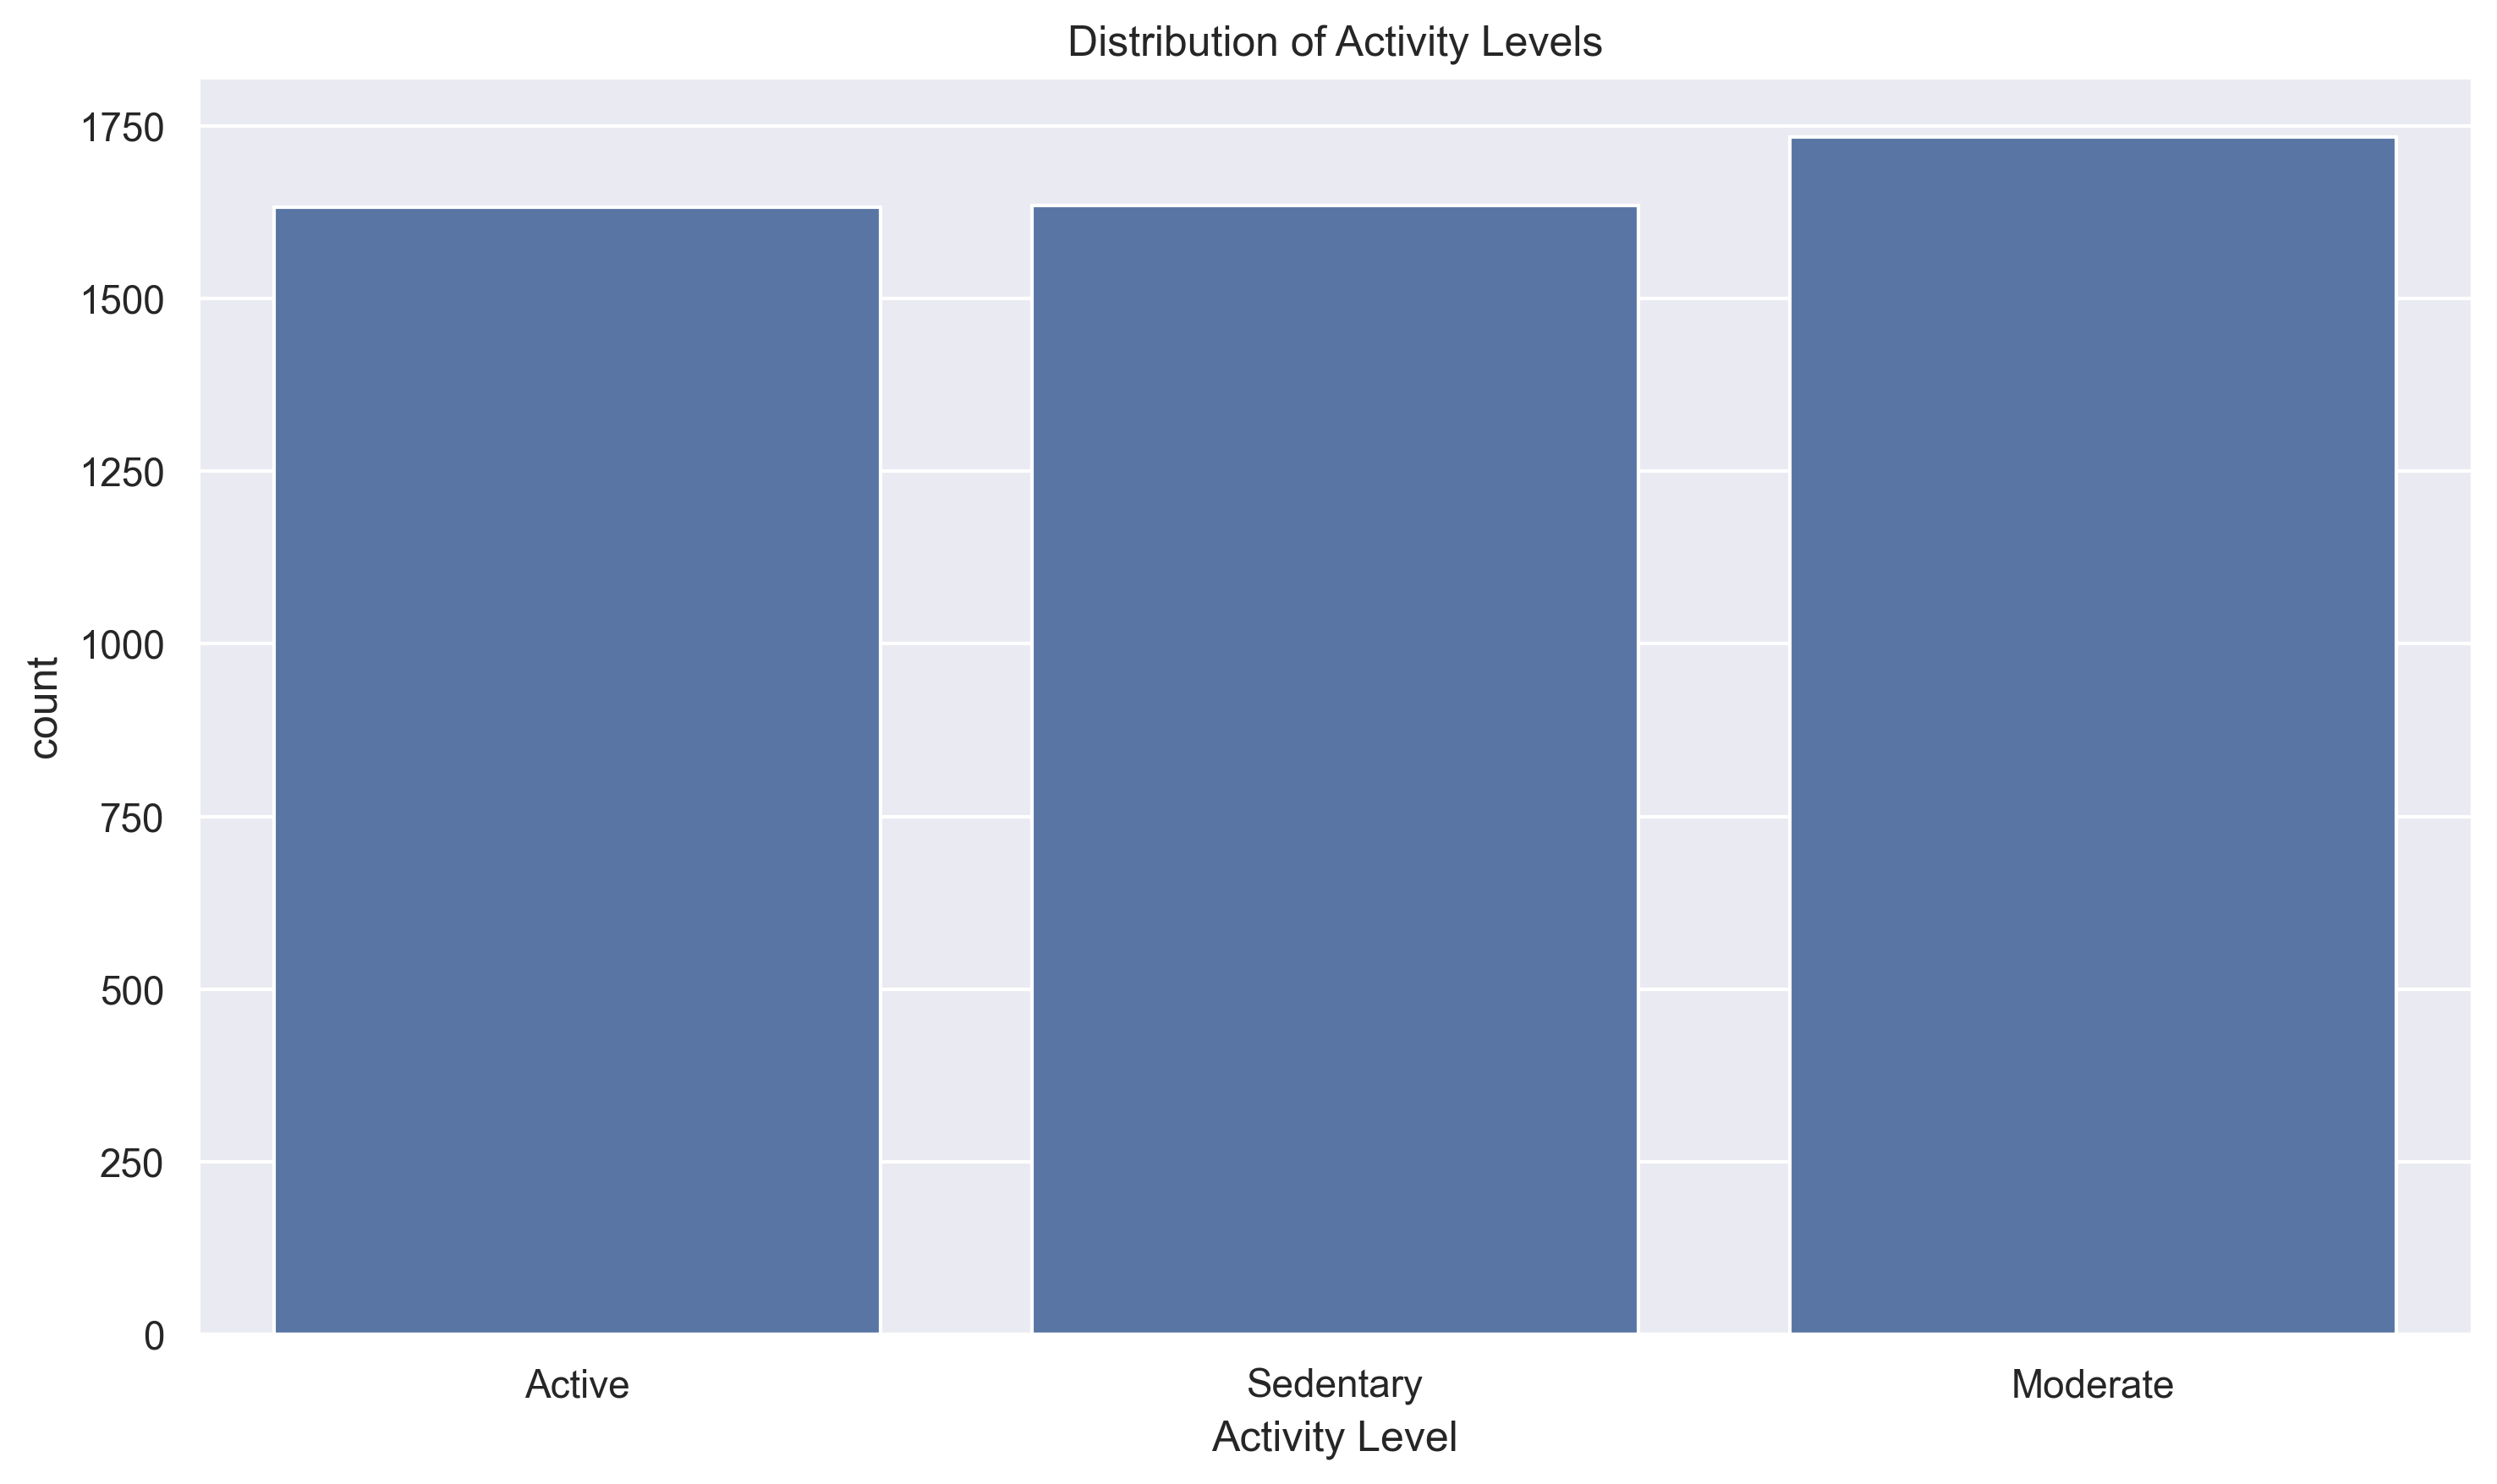 Distribution of Activity Levels
1750
1500
1250
1000
750
500
250
0
count
Active Sedentary Moderate
Activity Level